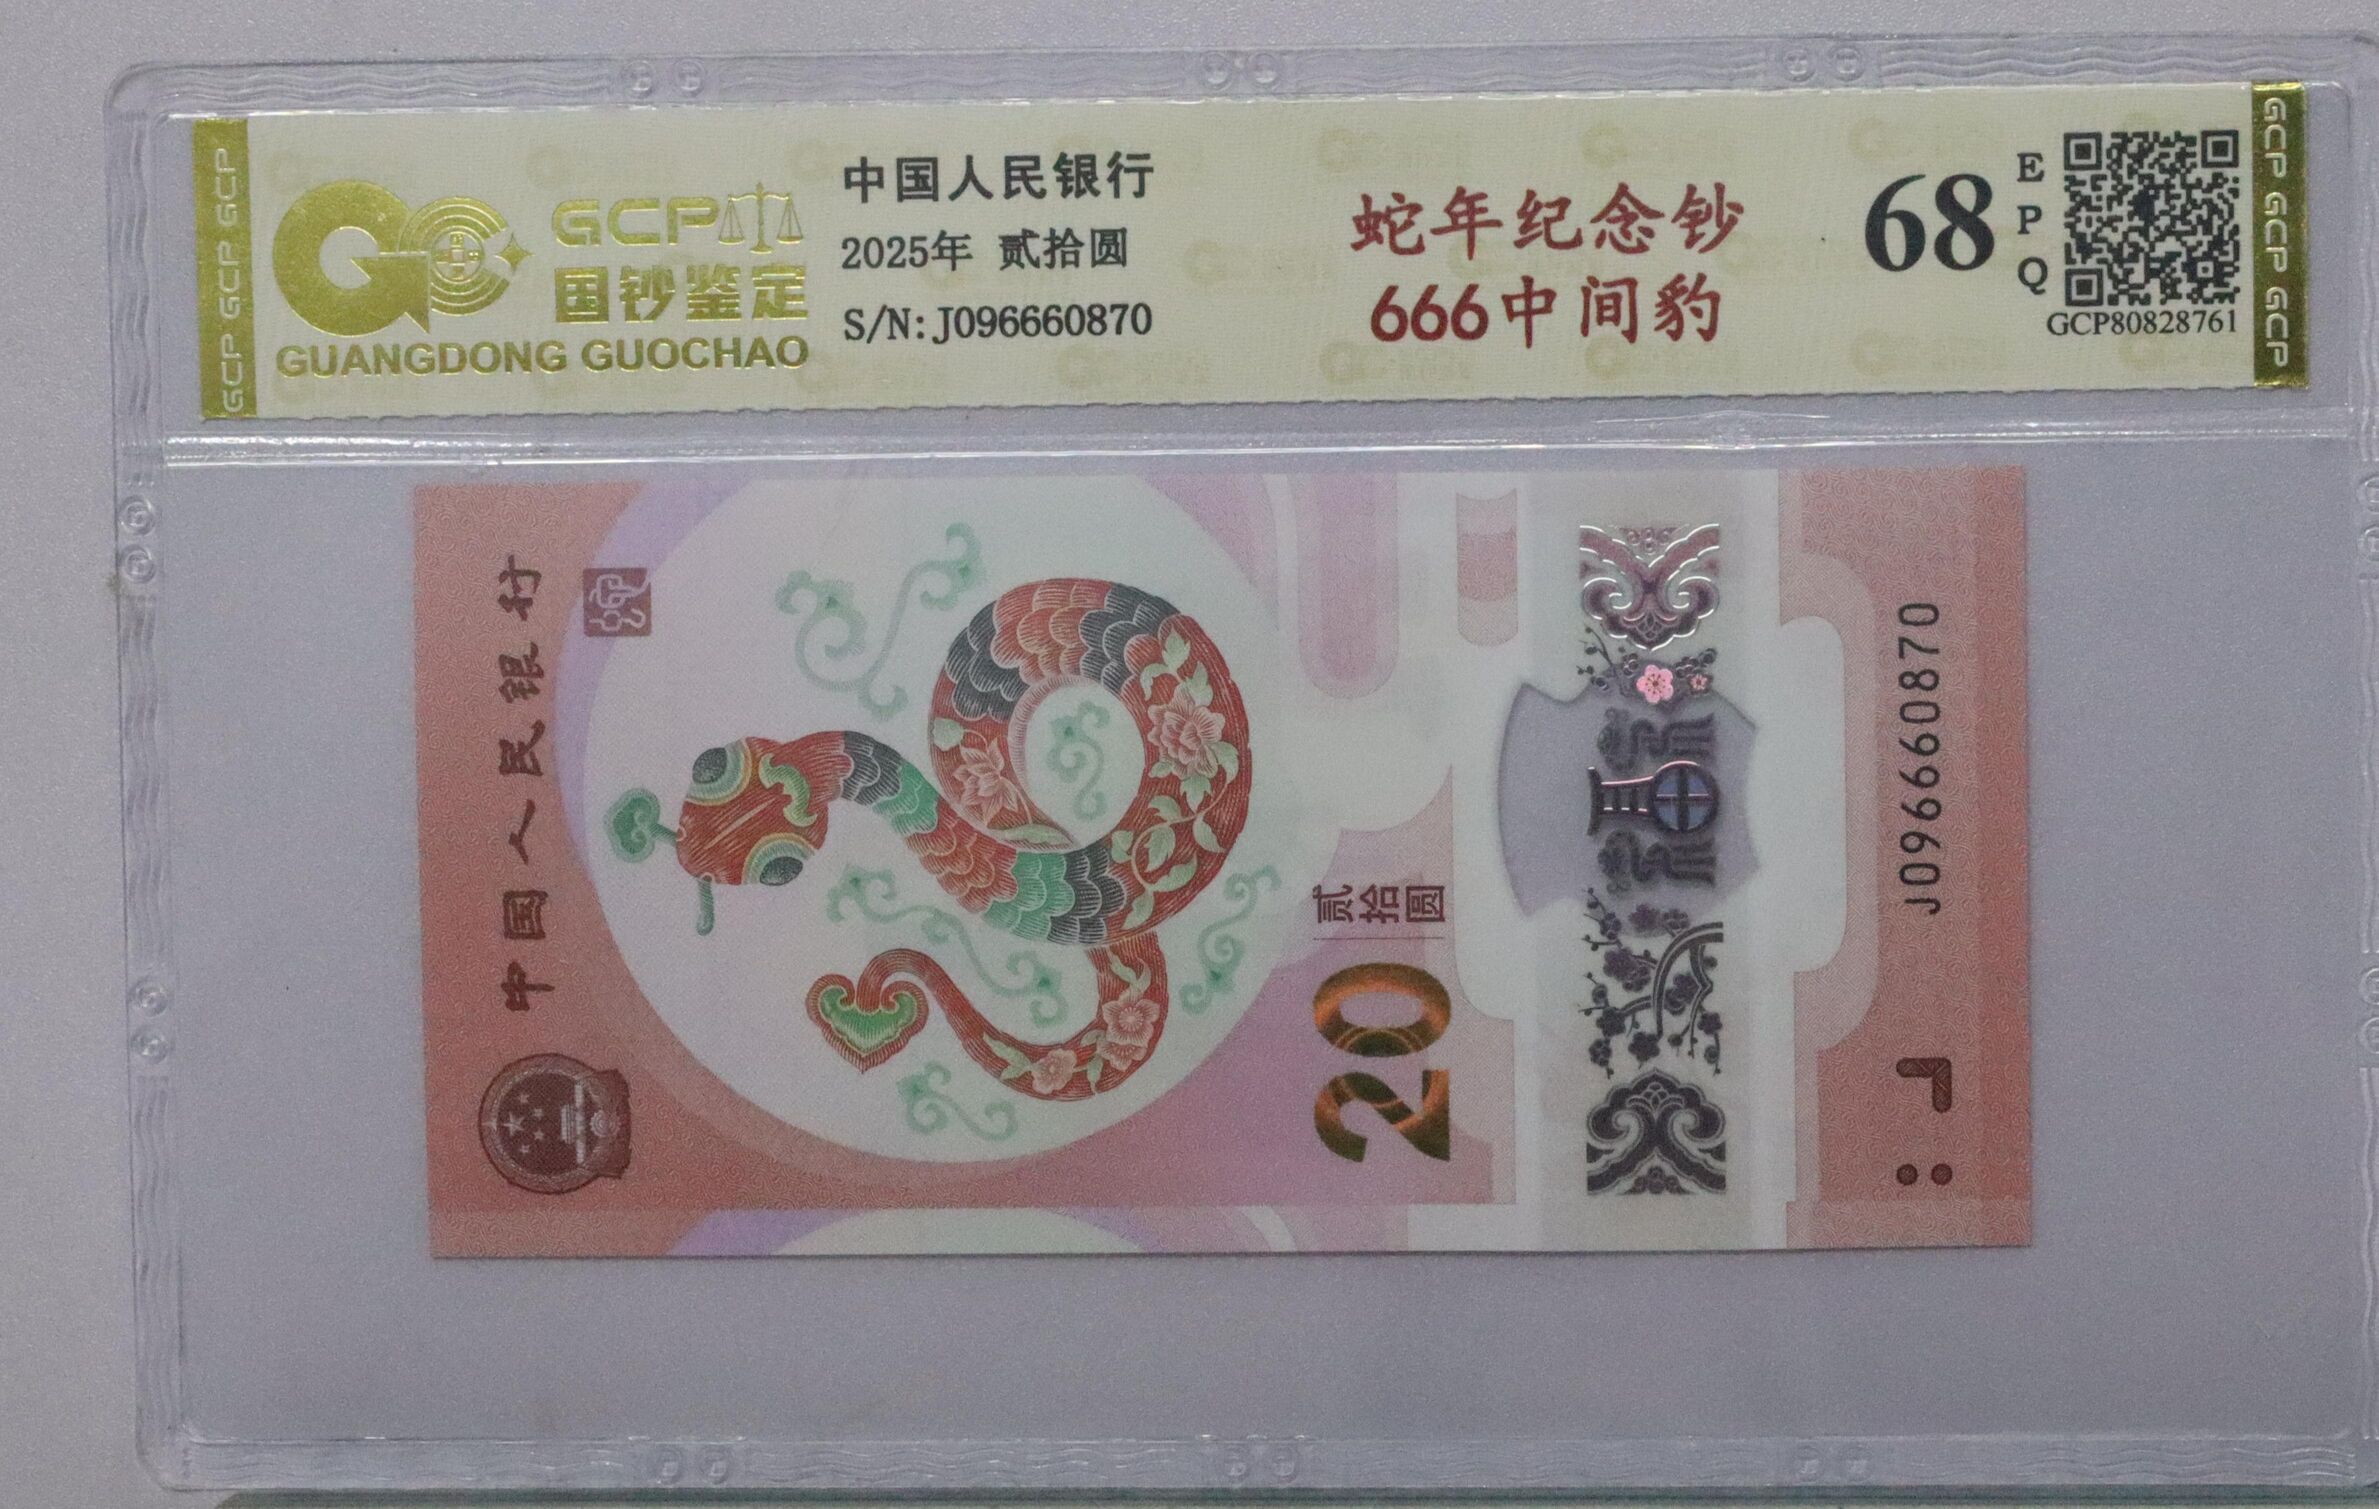 GCP GCP GCP
GCP
国钞鉴定
GUANGDONG GUOCHAO
中国人民银行
2025年 贰拾圆
S/N:J096660870
蛇年纪念钞
666中间豹
68
EPQ
GCP80828761
GCP GCP GCP
中国人民银行
贰拾圆
20
J096660870